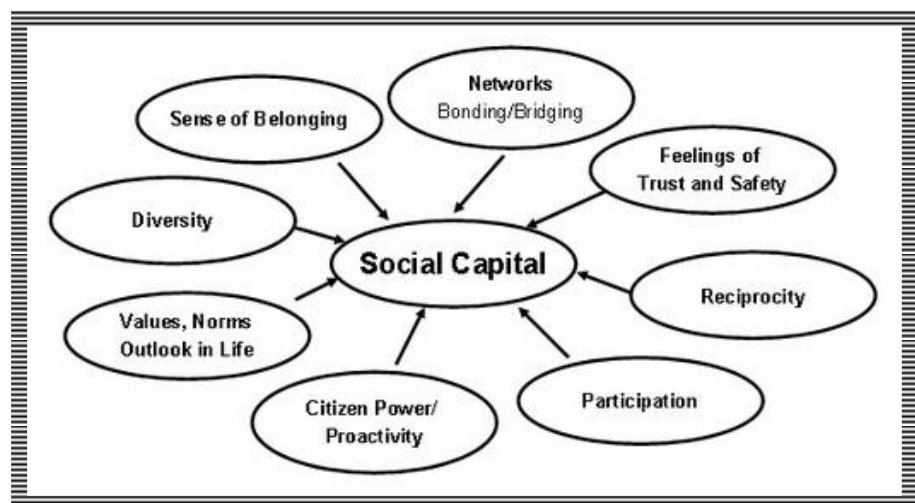 Networks
Bonding/Bridging
Sense of Belonging
Feelings of
Trust and Safety
Diversity
Social Capital
Reciprocity
Values, Norms
Outlook in Life
Participation
Citizen Power/
Proactivity